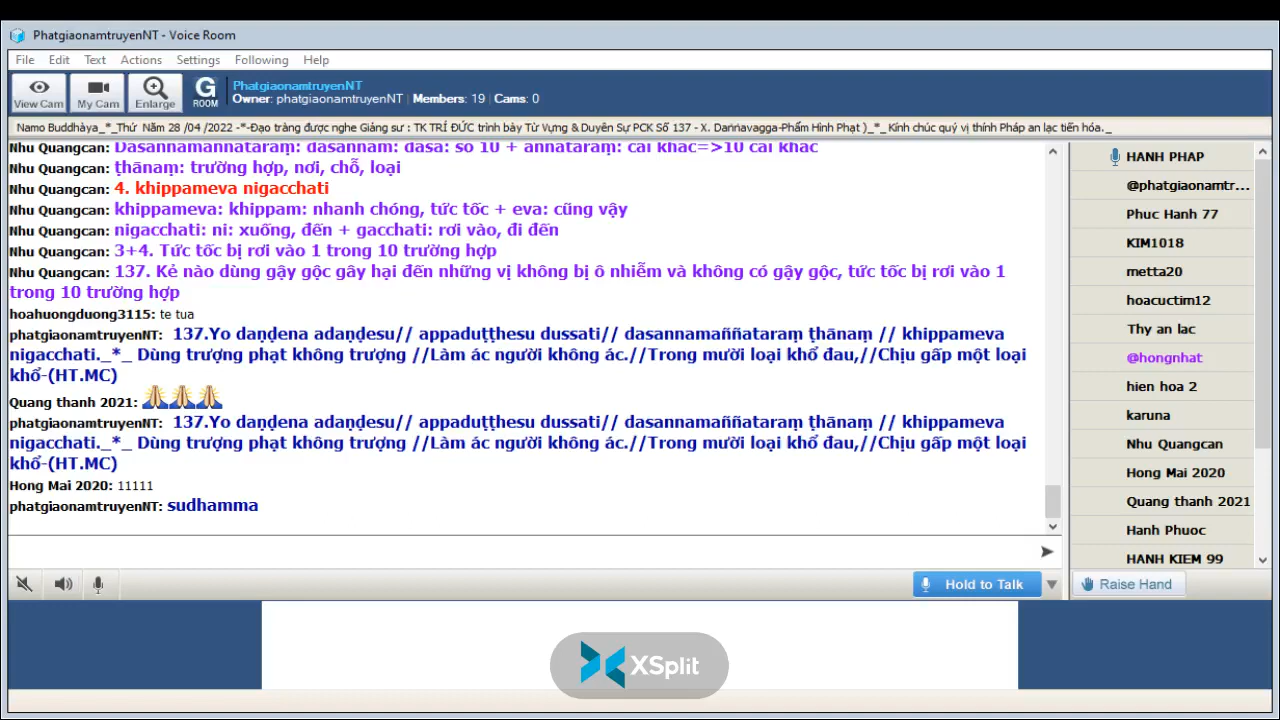 PhatgiaonamtruyenNT - Voice Room
File Edit Text Actions Settings Following Help
View Cam My Cam Enlarge G ROOM
PhatgiaonamtruyenNT
Owner: phatgiaonamtruyenNT | Members: 19 | Cams: 0
Namo Buddhàya_*_Thứ Năm 28 /04 /2022 -*-Đạo tràng được nghe Giảng sư : TK TRÍ ĐỨC trình bày Từ Vựng & Duyên Sự PCK Số 137 - X. Daṇḍavagga-Phẩm Hình Phạt )_*_ Kính chúc quý vị thính Pháp an lạc tiến hóa._
Nhu Quangcan: Dasannamaññataraṃ: dasannaṃ: dasa: số 10 + aññataraṃ: cái khác=>10 cái khác
Nhu Quangcan: ṭhānaṃ: trường hợp, nơi, chỗ, loại
Nhu Quangcan: 4. khippameva nigacchati
Nhu Quangcan: khippameva: khippaṃ: nhanh chóng, tức tốc + eva: cũng vậy
Nhu Quangcan: nigacchati: ni: xuống, đến + gacchati: rơi vào, đi đến
Nhu Quangcan: 3+4. Tức tốc bị rơi vào 1 trong 10 trường hợp
Nhu Quangcan: 137. Kẻ nào dùng gậy gộc gây hại đến những vị không bị ô nhiễm và không có gậy gộc, tức tốc bị rơi vào 1
trong 10 trường hợp
hoahuongduong3115: te tua
phatgiaonamtruyenNT: 137.Yo daṇḍena adaṇḍesu// appaduṭṭhesu dussati// dasannamaññataraṃ ṭhānaṃ // khippameva
nigacchati._*_ Dùng trượng phạt không trượng //Làm ác người không ác.//Trong mười loại khổ đau,//Chịu gấp một loại
khổ-(HT.MC)
Quang thanh 2021:
phatgiaonamtruyenNT: 137.Yo daṇḍena adaṇḍesu// appaduṭṭhesu dussati// dasannamaññataraṃ ṭhānaṃ // khippameva
nigacchati._*_ Dùng trượng phạt không trượng //Làm ác người không ác.//Trong mười loại khổ đau,//Chịu gấp một loại
khổ-(HT.MC)
Hong Mai 2020: 11111
phatgiaonamtruyenNT: sudhamma
HANH PHAP
@phatgiaonamtr...
Phuc Hanh 77
KIM1018
metta20
hoacuctim12
Thy an lac
@hongnhat
hien hoa 2
karuna
Nhu Quangcan
Hong Mai 2020
Quang thanh 2021
Hanh Phuoc
HANH KIEM 99
Hold to Talk
Raise Hand
XSplit